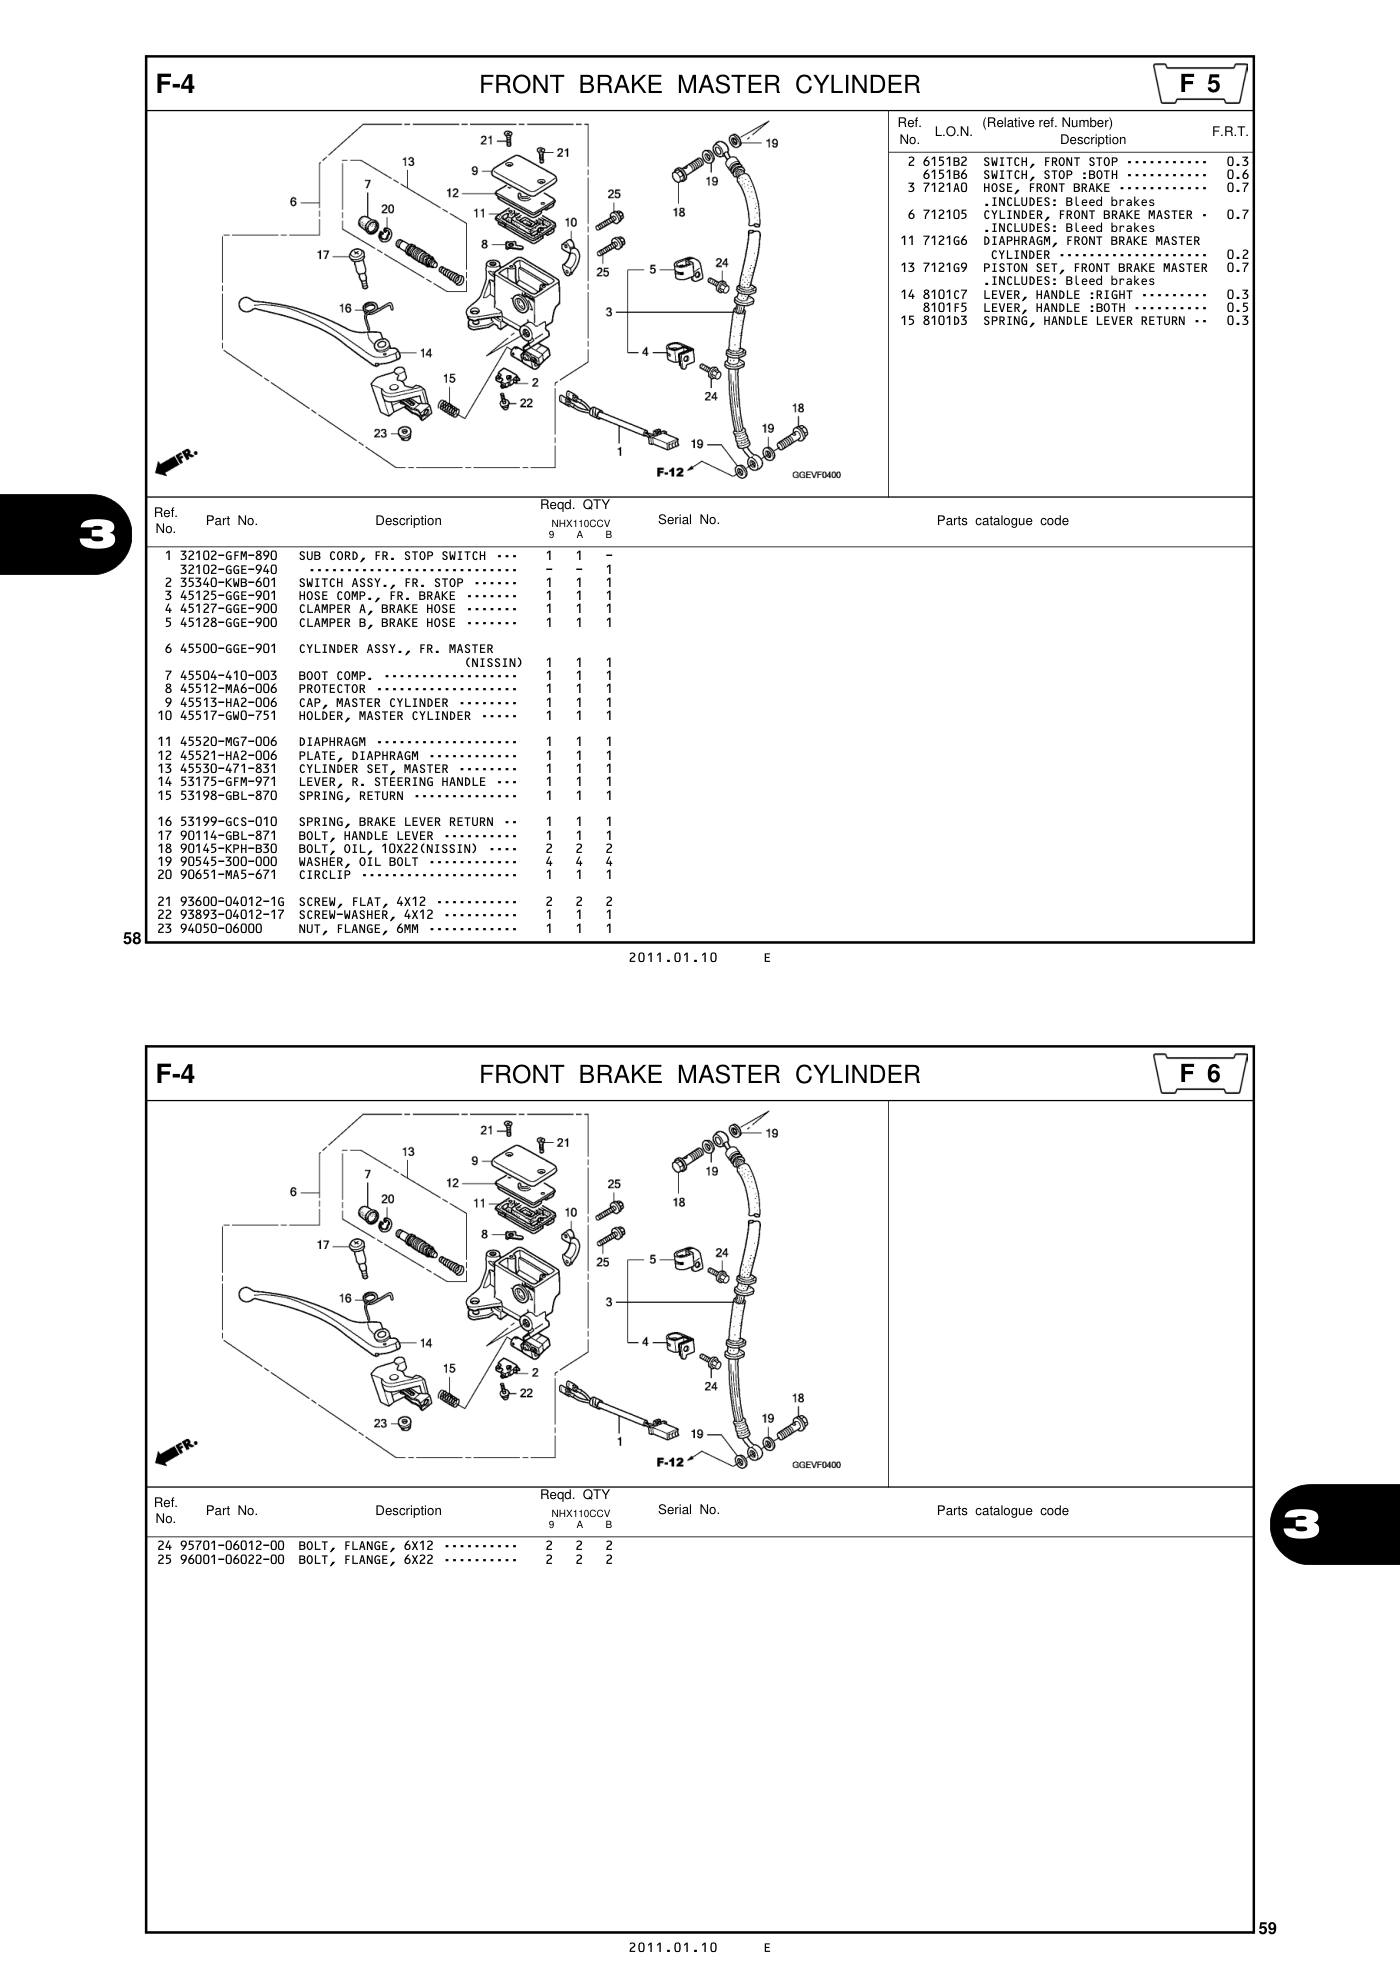 F-4 FRONT BRAKE MASTER CYLINDER F 5
21
21
13
9
7
12
20
6
11
10
25
8
17
25
16
14
15
2
22
23
1
FR.
19
19
18
5
24
3
4
24
18
19
19
F-12
GGEVF0400
Ref. No. L.O.N. (Relative ref. Number) Description F.R.T.
2 6151B2 SWITCH, FRONT STOP ----------- 0.3
6151B6 SWITCH, STOP :BOTH ----------- 0.6
3 7121A0 HOSE, FRONT BRAKE ------------ 0.7
.INCLUDES: Bleed brakes
6 712105 CYLINDER, FRONT BRAKE MASTER - 0.7
.INCLUDES: Bleed brakes
11 7121G6 DIAPHRAGM, FRONT BRAKE MASTER
CYLINDER -------------------- 0.2
13 7121G9 PISTON SET, FRONT BRAKE MASTER 0.7
.INCLUDES: Bleed brakes
14 8101C7 LEVER, HANDLE :RIGHT --------- 0.3
8101F5 LEVER, HANDLE :BOTH ---------- 0.5
15 8101D3 SPRING, HANDLE LEVER RETURN -- 0.3
3
Ref. No. Part No. Description Reqd. QTY Serial No. Parts catalogue code
NHX110CCV
9 A B
1 32102-GFM-890 SUB CORD, FR. STOP SWITCH --- 1 1 –
32102-GGE-940 ---------------------------- – – 1
2 35340-KWB-601 SWITCH ASSY., FR. STOP ------ 1 1 1
3 45125-GGE-901 HOSE COMP., FR. BRAKE ------- 1 1 1
4 45127-GGE-900 CLAMPER A, BRAKE HOSE ------- 1 1 1
5 45128-GGE-900 CLAMPER B, BRAKE HOSE ------- 1 1 1
6 45500-GGE-901 CYLINDER ASSY., FR. MASTER
(NISSIN) 1 1 1
7 45504-410-003 BOOT COMP. ------------------ 1 1 1
8 45512-MA6-006 PROTECTOR ------------------- 1 1 1
9 45513-HA2-006 CAP, MASTER CYLINDER -------- 1 1 1
10 45517-GW0-751 HOLDER, MASTER CYLINDER ----- 1 1 1
11 45520-MG7-006 DIAPHRAGM ------------------- 1 1 1
12 45521-HA2-006 PLATE, DIAPHRAGM ------------ 1 1 1
13 45530-471-831 CYLINDER SET, MASTER -------- 1 1 1
14 53175-GFM-971 LEVER, R. STEERING HANDLE --- 1 1 1
15 53198-GBL-870 SPRING, RETURN -------------- 1 1 1
16 53199-GCS-010 SPRING, BRAKE LEVER RETURN -- 1 1 1
17 90114-GBL-871 BOLT, HANDLE LEVER ---------- 1 1 1
18 90145-KPH-B30 BOLT, OIL, 10X22(NISSIN) ---- 2 2 2
19 90545-300-000 WASHER, OIL BOLT ------------ 4 4 4
20 90651-MA5-671 CIRCLIP --------------------- 1 1 1
21 93600-04012-1G SCREW, FLAT, 4X12 ----------- 2 2 2
22 93893-04012-17 SCREW-WASHER, 4X12 ---------- 1 1 1
23 94050-06000 NUT, FLANGE, 6MM ------------ 1 1 1
58
2011.01.10 E
F-4 FRONT BRAKE MASTER CYLINDER F 6
21
21
13
9
7
12
20
6
11
10
25
8
17
25
16
14
15
2
22
23
1
FR.
19
19
18
5
24
3
4
24
18
19
19
F-12
GGEVF0400
Ref. No. Part No. Description Reqd. QTY Serial No. Parts catalogue code
NHX110CCV
9 A B
3
24 95701-06012-00 BOLT, FLANGE, 6X12 ---------- 2 2 2
25 96001-06022-00 BOLT, FLANGE, 6X22 ---------- 2 2 2
59
2011.01.10 E